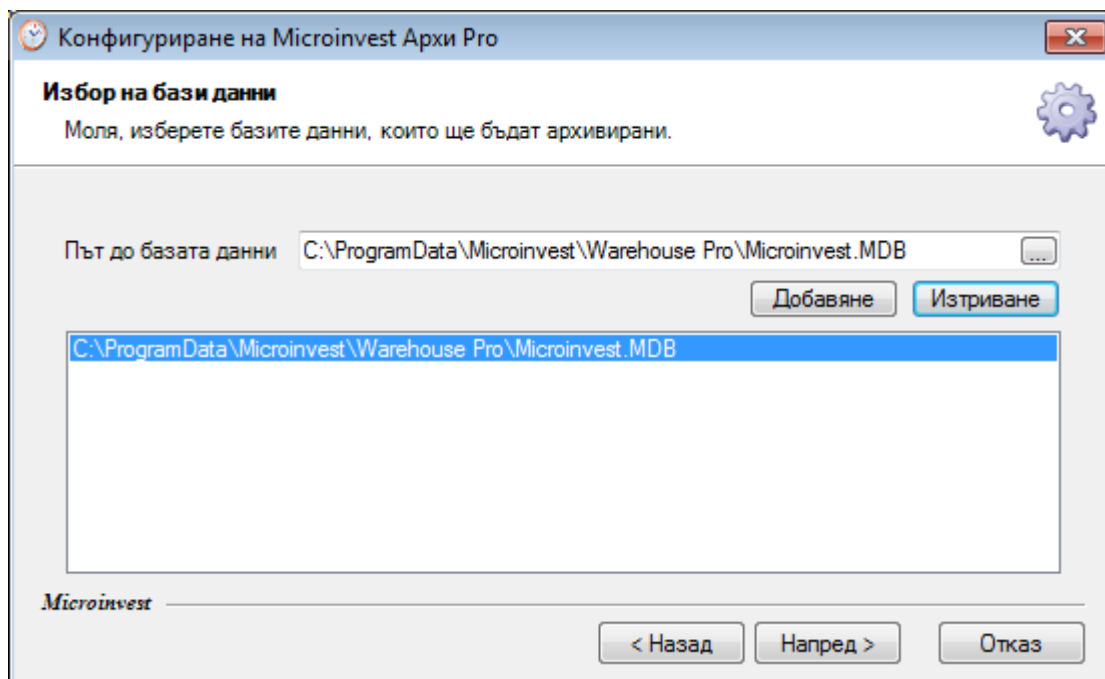 Конфигуриране на Microinvest Архи Pro
Избор на бази данни
Моля, изберете базите данни, които ще бъдат архивирани.
Път до базата данни C:\ProgramData\Microinvest\Warehouse Pro\Microinvest.MDB ...
Добавяне Изтриване
C:\ProgramData\Microinvest\Warehouse Pro\Microinvest.MDB
Microinvest
< Назад Напред > Отказ